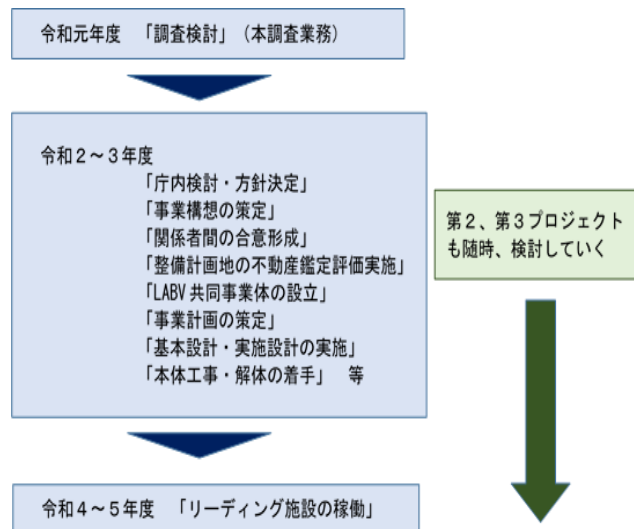 令和元年度　「調査検討」（本調査業務）
令和２～３年度
「庁内検討・方針決定」
「事業構想の策定」
「関係者間の合意形成」
「整備計画地の不動産鑑定評価実施」
「LABV 共同事業体の設立」
「事業計画の策定」
「基本設計・実施設計の実施」
「本体工事・解体の着手」　等
第２、第３プロジェクト
も随時、検討していく
令和４～５年度　「リーディング施設の稼働」